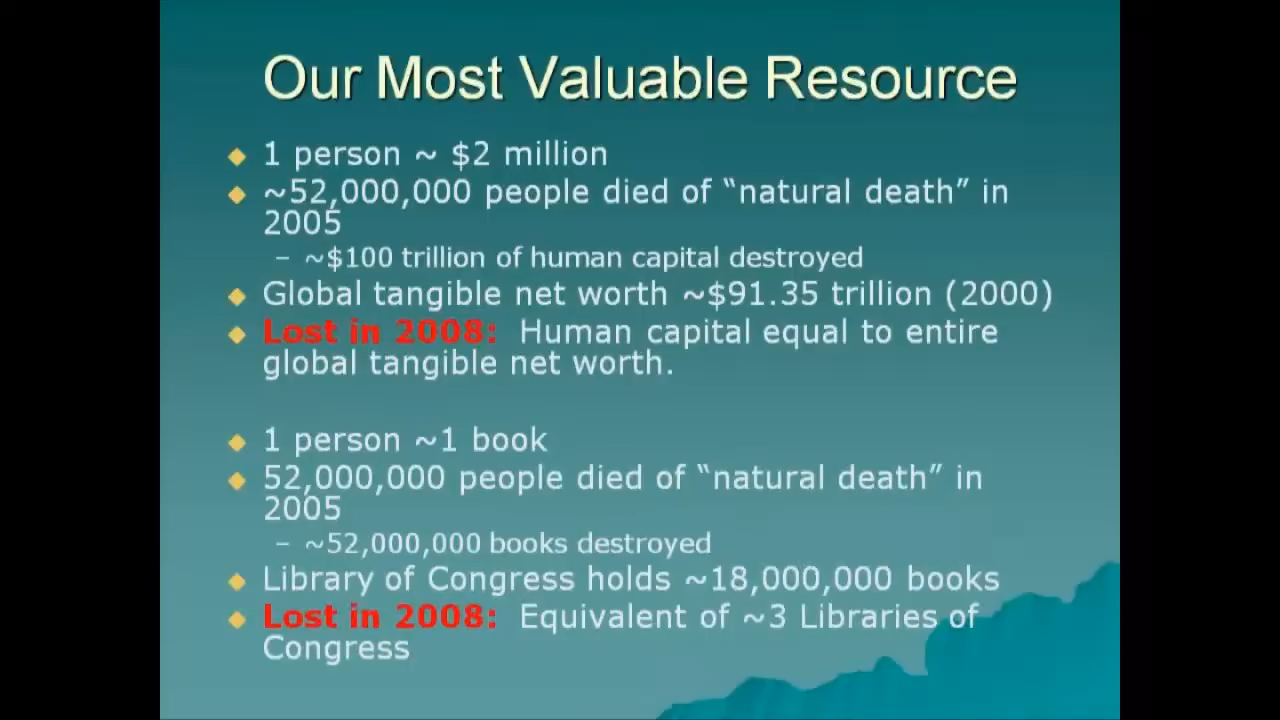 Our Most Valuable Resource
1 person ~ $2 million
~52,000,000 people died of “natural death” in
2005
– ~$100 trillion of human capital destroyed
Global tangible net worth ~$91.35 trillion (2000)
Lost in 2008: Human capital equal to entire
global tangible net worth.
1 person ~1 book
52,000,000 people died of “natural death” in
2005
– ~52,000,000 books destroyed
Library of Congress holds ~18,000,000 books
Lost in 2008: Equivalent of ~3 Libraries of
Congress